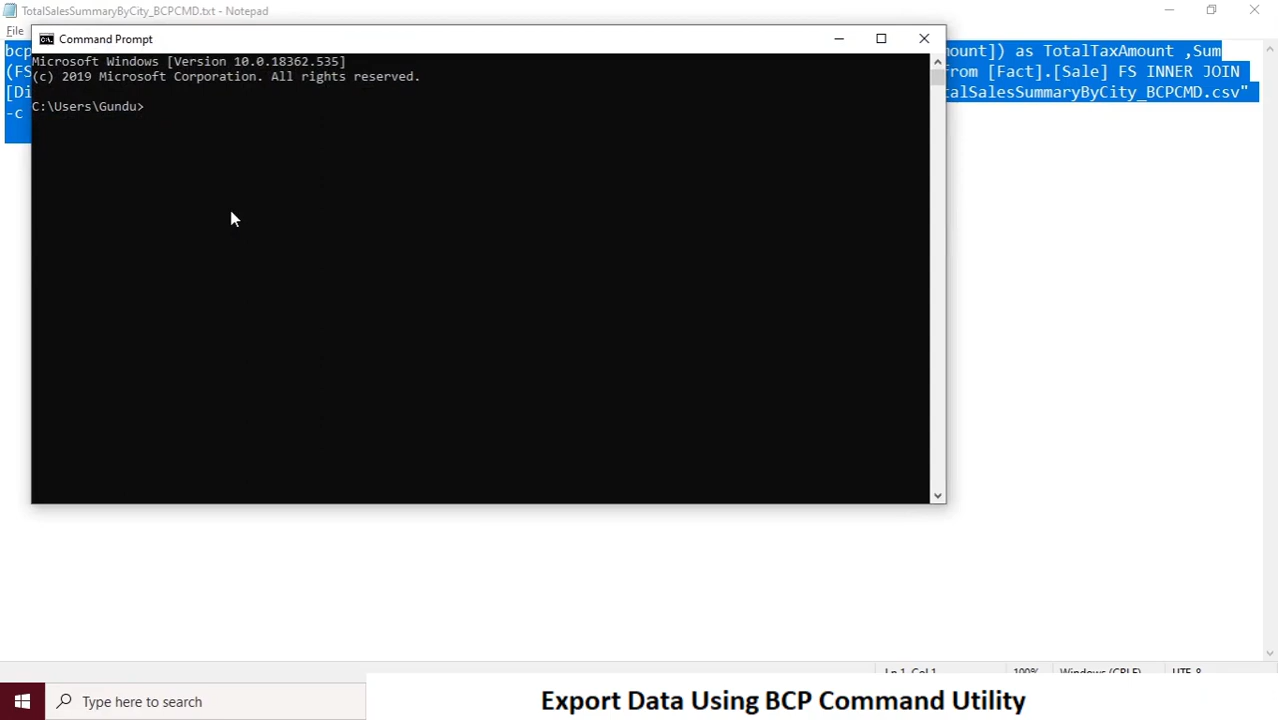 TotalSalesSummaryByCity_BCPCMD.txt - Notepad
File
Command Prompt
bcp
ount]) as TotalTaxAmount ,Sum
(FS
from [Fact].[Sale] FS INNER JOIN
[Di
talSalesSummaryByCity_BCPCMD.csv"
-c
Microsoft Windows [Version 10.0.18362.535]
(c) 2019 Microsoft Corporation. All rights reserved.
C:\Users\Gundu>
Ln 1, Col 1
100%
Windows (CRLF)
UTF-8
Type here to search
Export Data Using BCP Command Utility